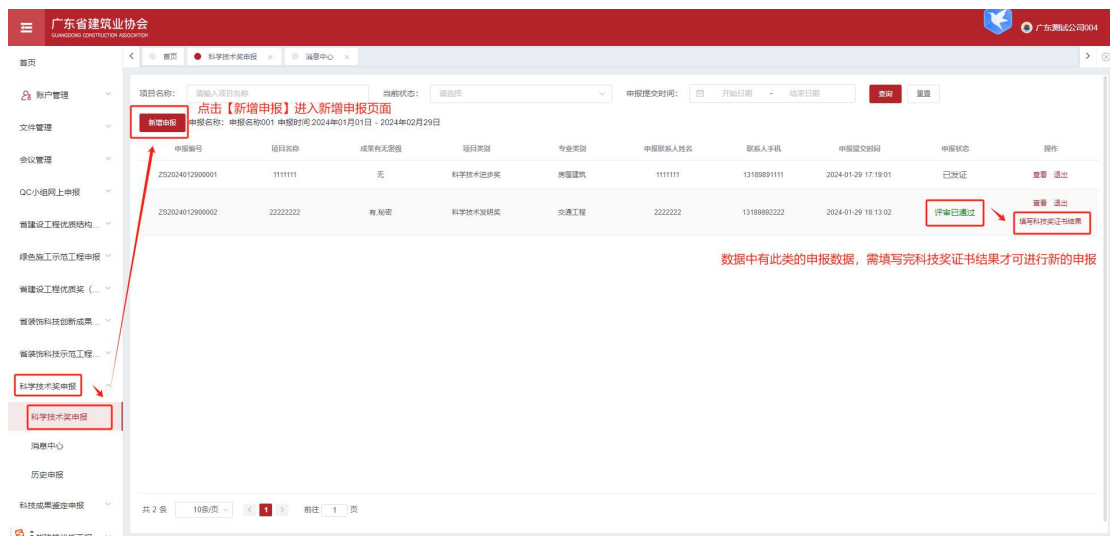 广东省建筑业协会
GUANGDONG CONSTRUCTION ASSOCIATION
广东测试公司004
首页
首页 科学技术奖申报 × 消息中心 ×
账户管理
文件管理
会议管理
QC小组网上申报
省建设工程优质结构...
绿色施工示范工程申报
省建设工程优质奖（...
省装饰科技创新成果...
省装饰科技示范工程...
科学技术奖申报
科学技术奖申报
消息中心
历史申报
科技成果鉴定申报
项目名称: 请输入项目名称 当前状态: 请选择 申报提交时间: 开始日期 - 结束日期 查询 重置
点击【新增申报】进入新增申报页面
新增申报 申报名称: 申报名称001 申报时间:2024年01月01日 - 2024年02月29日
申报编号 项目名称 成果有无密级 项目类别 专业类别 申报联系人姓名 联系人手机 申报提交时间 申报状态 操作
ZS2024012900001 1111111 无 科学技术进步奖 房屋建筑 1111111 13189891111 2024-01-29 17:19:01 已发证 查看 退出
ZS2024012900002 22222222 有,秘密 科学技术发明奖 交通工程 2222222 13189892222 2024-01-29 18:13:02 评审已通过 查看 退出
填写科技奖证书结果
数据中有此类的申报数据，需填写完科技奖证书结果才可进行新的申报
共 2 条 10条/页 < 1 > 前往 1 页